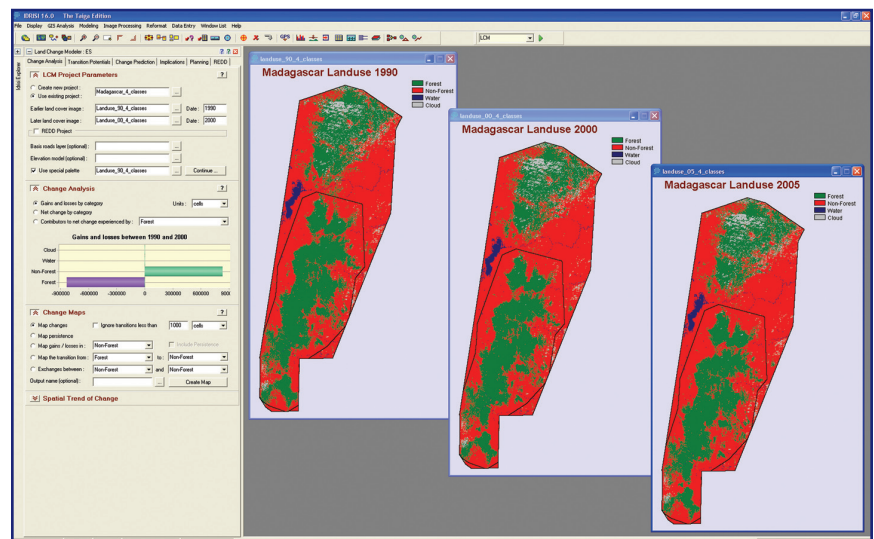 IDRISI 16.0 The Taiga Edition
File Display GIS Analysis Modeling Image Processing Reformat Data Entry Window List Help
LCM
Idrisi Explorer
Land Change Modeler : ES
Change Analysis Transition Potentials Change Prediction Implications Planning REDD
LCM Project Parameters ?
Create new project :
Use existing project :
Madagascar_4_classes ...
Earlier land cover image : Landuse_90_4_classes ... Date : 1990
Later land cover image : Landuse_00_4_classes ... Date : 2000
REDD Project
Basis roads layer (optional) : ...
Elevation model (optional) : ...
Use special palette Landuse_90_4_classes ... Continue ...
Change Analysis ?
Gains and losses by category Units : cells
Net change by category
Contributors to net change experienced by : Forest
Gains and losses between 1990 and 2000
Cloud
Water
Non-Forest
Forest
-900000 -600000 -300000 0 300000 600000 900
Change Maps ?
Map changes Ignore transitions less than 1000 cells
Map persistence
Map gains / losses in : Non-Forest Include Persistence
Map the transition from : Forest to : Non-Forest
Exchanges between : Non-Forest and Non-Forest
Output name (optional) : ... Create Map
Spatial Trend of Change
landuse_90_4_classes
Madagascar Landuse 1990
Forest
Non-Forest
Water
Cloud
landuse_00_4_classes
Madagascar Landuse 2000
Forest
Non-Forest
Water
Cloud
landuse_05_4_classes
Madagascar Landuse 2005
Forest
Non-Forest
Water
Cloud